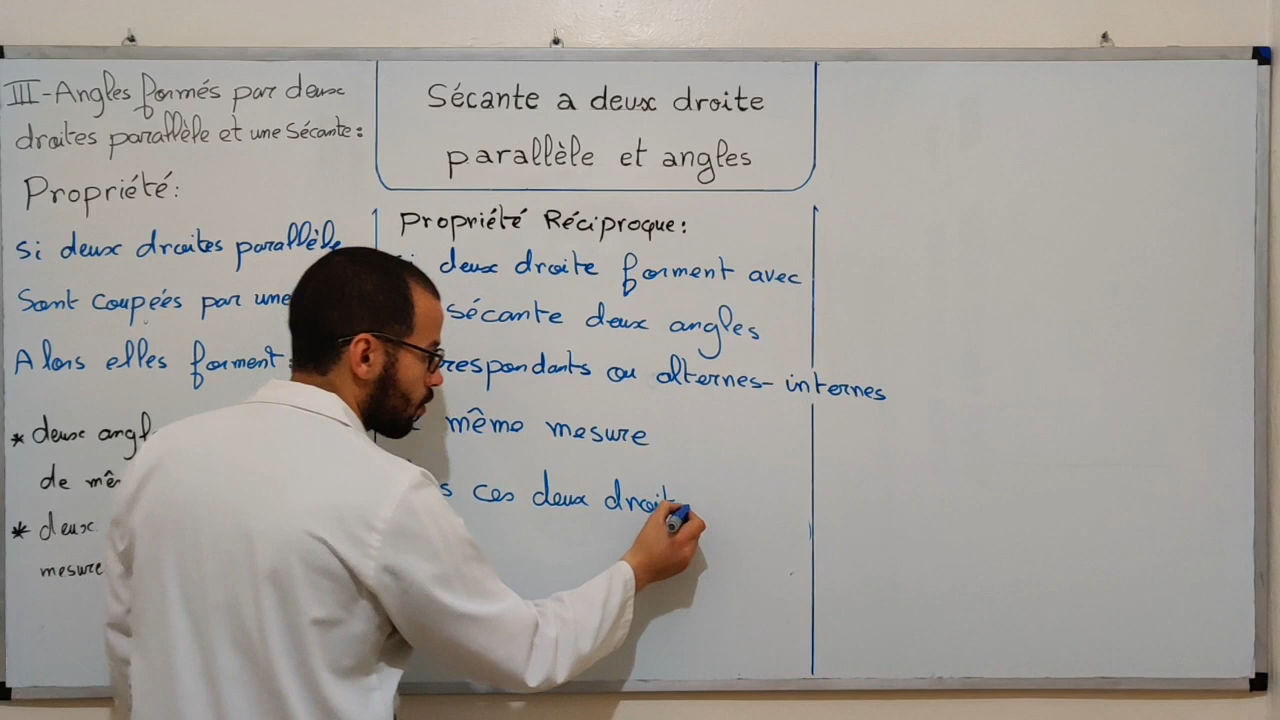 III-Angles formés par deux
droites parallèle et une Sécante:
Propriété:
Si deux droites parallèle
Sont coupées par une
Alors elles forment
* deux angl
de mê
* deux
mesure
Sécante a deux droite
parallèle et angles
Propriété Réciproque:
deux droite forment avec
sécante deux angles
respondants ou alternes-internes
même mesure
s ces deux droit